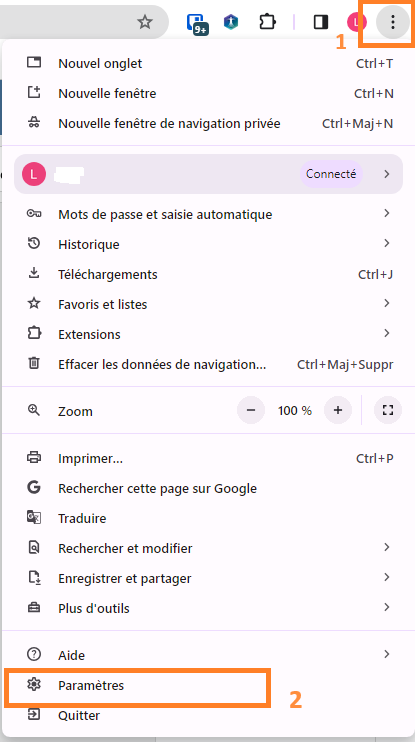 9+
L
1
Nouvel onglet Ctrl+T
Nouvelle fenêtre Ctrl+N
Nouvelle fenêtre de navigation privée Ctrl+Maj+N
L Connecté
Mots de passe et saisie automatique
Historique
Téléchargements Ctrl+J
Favoris et listes
Extensions
Effacer les données de navigation... Ctrl+Maj+Suppr
Zoom − 100 % +
Imprimer... Ctrl+P
Rechercher cette page sur Google
Traduire
Rechercher et modifier
Enregistrer et partager
Plus d'outils
Aide
Paramètres 2
Quitter